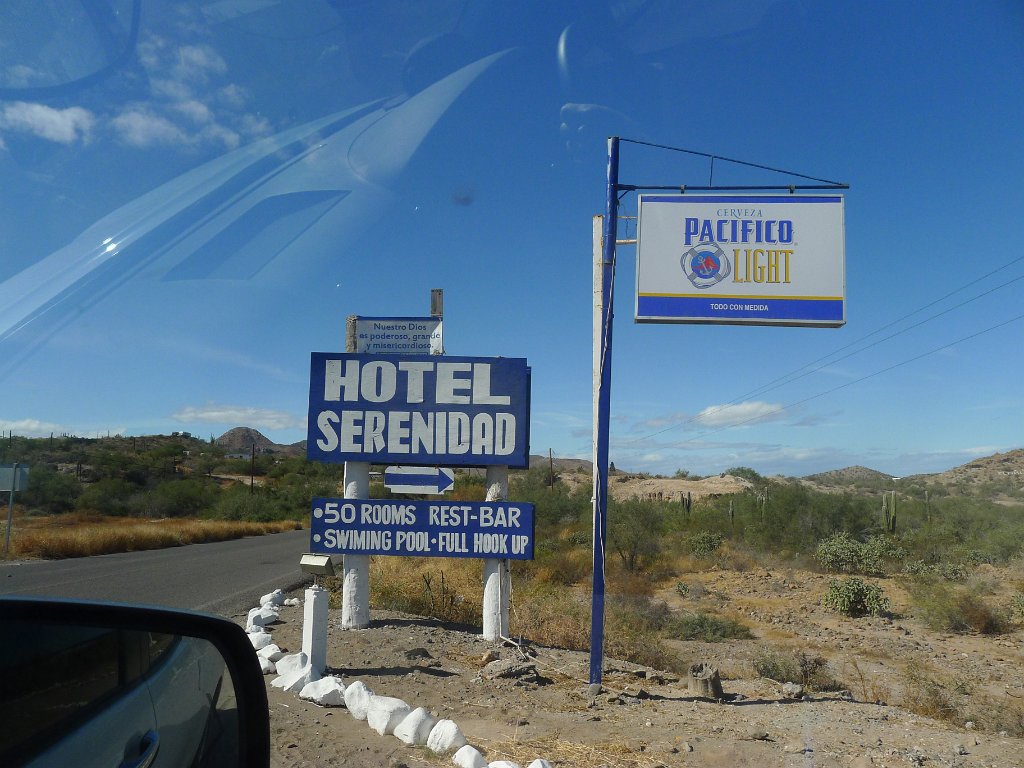 Nuestro Dios
es poderoso, grande
y misericordioso.
HOTEL
SERENIDAD
•50 ROOMS REST-BAR
•SWIMING POOL•FULL HOOK UP
CERVEZA
PACIFICO
LIGHT
TODO CON MEDIDA